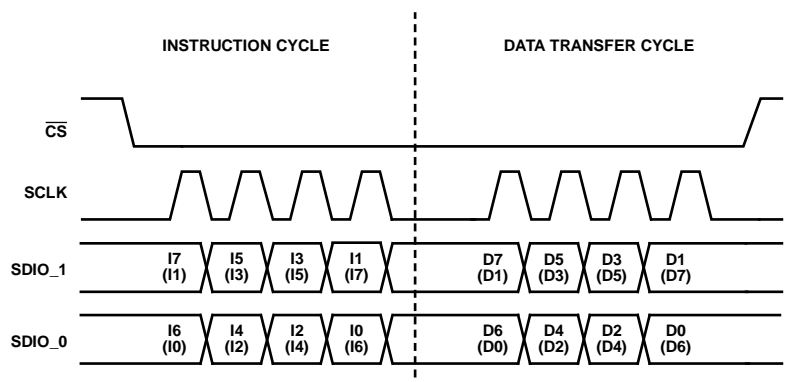 INSTRUCTION CYCLE DATA TRANSFER CYCLE
CS
SCLK
SDIO_1 I7 I5 I3 I1 D7 D5 D3 D1
(I1) (I3) (I5) (I7) (D1) (D3) (D5) (D7)
SDIO_0 I6 I4 I2 I0 D6 D4 D2 D0
(I0) (I2) (I4) (I6) (D0) (D2) (D4) (D6)